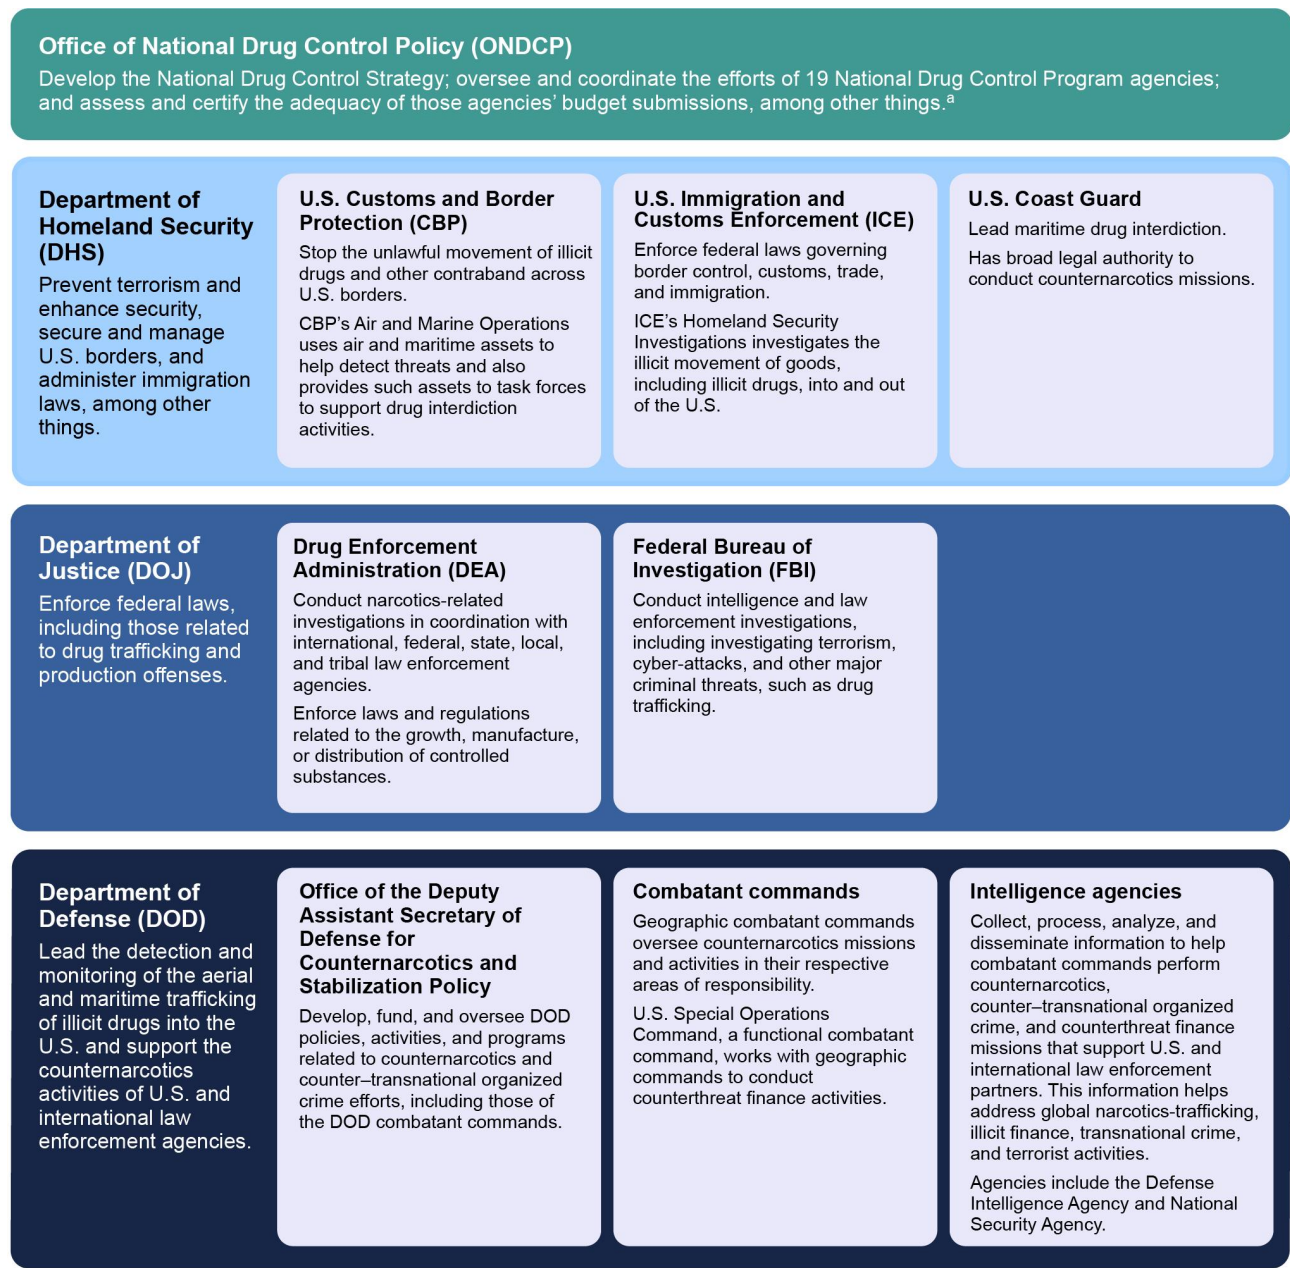 Office of National Drug Control Policy (ONDCP)
Develop the National Drug Control Strategy; oversee and coordinate the efforts of 19 National Drug Control Program agencies;
and assess and certify the adequacy of those agencies’ budget submissions, among other things.ª
Department of
Homeland Security
(DHS)
Prevent terrorism and
enhance security,
secure and manage
U.S. borders, and
administer immigration
laws, among other
things.
U.S. Customs and Border
Protection (CBP)
Stop the unlawful movement of illicit
drugs and other contraband across
U.S. borders.
CBP’s Air and Marine Operations
uses air and maritime assets to
help detect threats and also
provides such assets to task forces
to support drug interdiction
activities.
U.S. Immigration and
Customs Enforcement (ICE)
Enforce federal laws governing
border control, customs, trade,
and immigration.
ICE’s Homeland Security
Investigations investigates the
illicit movement of goods,
including illicit drugs, into and out
of the U.S.
U.S. Coast Guard
Lead maritime drug interdiction.
Has broad legal authority to
conduct counternarcotics missions.
Department of
Justice (DOJ)
Enforce federal laws,
including those related
to drug trafficking and
production offenses.
Drug Enforcement
Administration (DEA)
Conduct narcotics-related
investigations in coordination with
international, federal, state, local,
and tribal law enforcement
agencies.
Enforce laws and regulations
related to the growth, manufacture,
or distribution of controlled
substances.
Federal Bureau of
Investigation (FBI)
Conduct intelligence and law
enforcement investigations,
including investigating terrorism,
cyber-attacks, and other major
criminal threats, such as drug
trafficking.
Department of
Defense (DOD)
Lead the detection and
monitoring of the aerial
and maritime trafficking
of illicit drugs into the
U.S. and support the
counternarcotics
activities of U.S. and
international law
enforcement agencies.
Office of the Deputy
Assistant Secretary of
Defense for
Counternarcotics and
Stabilization Policy
Develop, fund, and oversee DOD
policies, activities, and programs
related to counternarcotics and
counter–transnational organized
crime efforts, including those of
the DOD combatant commands.
Combatant commands
Geographic combatant commands
oversee counternarcotics missions
and activities in their respective
areas of responsibility.
U.S. Special Operations
Command, a functional combatant
command, works with geographic
commands to conduct
counterthreat finance activities.
Intelligence agencies
Collect, process, analyze, and
disseminate information to help
combatant commands perform
counternarcotics,
counter–transnational organized
crime, and counterthreat finance
missions that support U.S. and
international law enforcement
partners. This information helps
address global narcotics-trafficking,
illicit finance, transnational crime,
and terrorist activities.
Agencies include the Defense
Intelligence Agency and National
Security Agency.